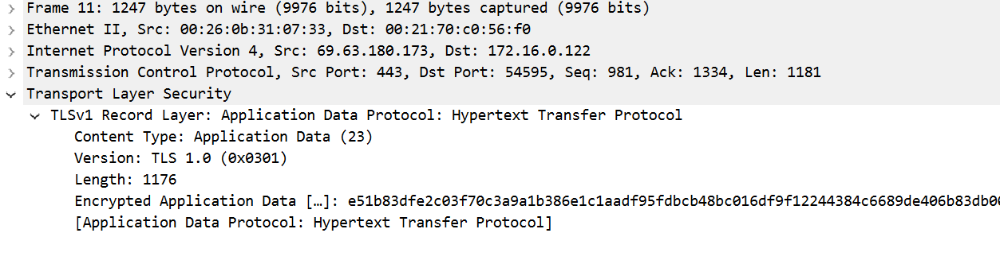 Frame 11: 1247 bytes on wire (9976 bits), 1247 bytes captured (9976 bits)
Ethernet II, Src: 00:26:0b:31:07:33, Dst: 00:21:70:c0:56:f0
Internet Protocol Version 4, Src: 69.63.180.173, Dst: 172.16.0.122
Transmission Control Protocol, Src Port: 443, Dst Port: 54595, Seq: 981, Ack: 1334, Len: 1181
Transport Layer Security
TLSv1 Record Layer: Application Data Protocol: Hypertext Transfer Protocol
Content Type: Application Data (23)
Version: TLS 1.0 (0x0301)
Length: 1176
Encrypted Application Data […]: e51b83dfe2c03f70c3a9a1b386e1c1aadf95fdbcb48bc016df9f12244384c6689de406b83db00
[Application Data Protocol: Hypertext Transfer Protocol]